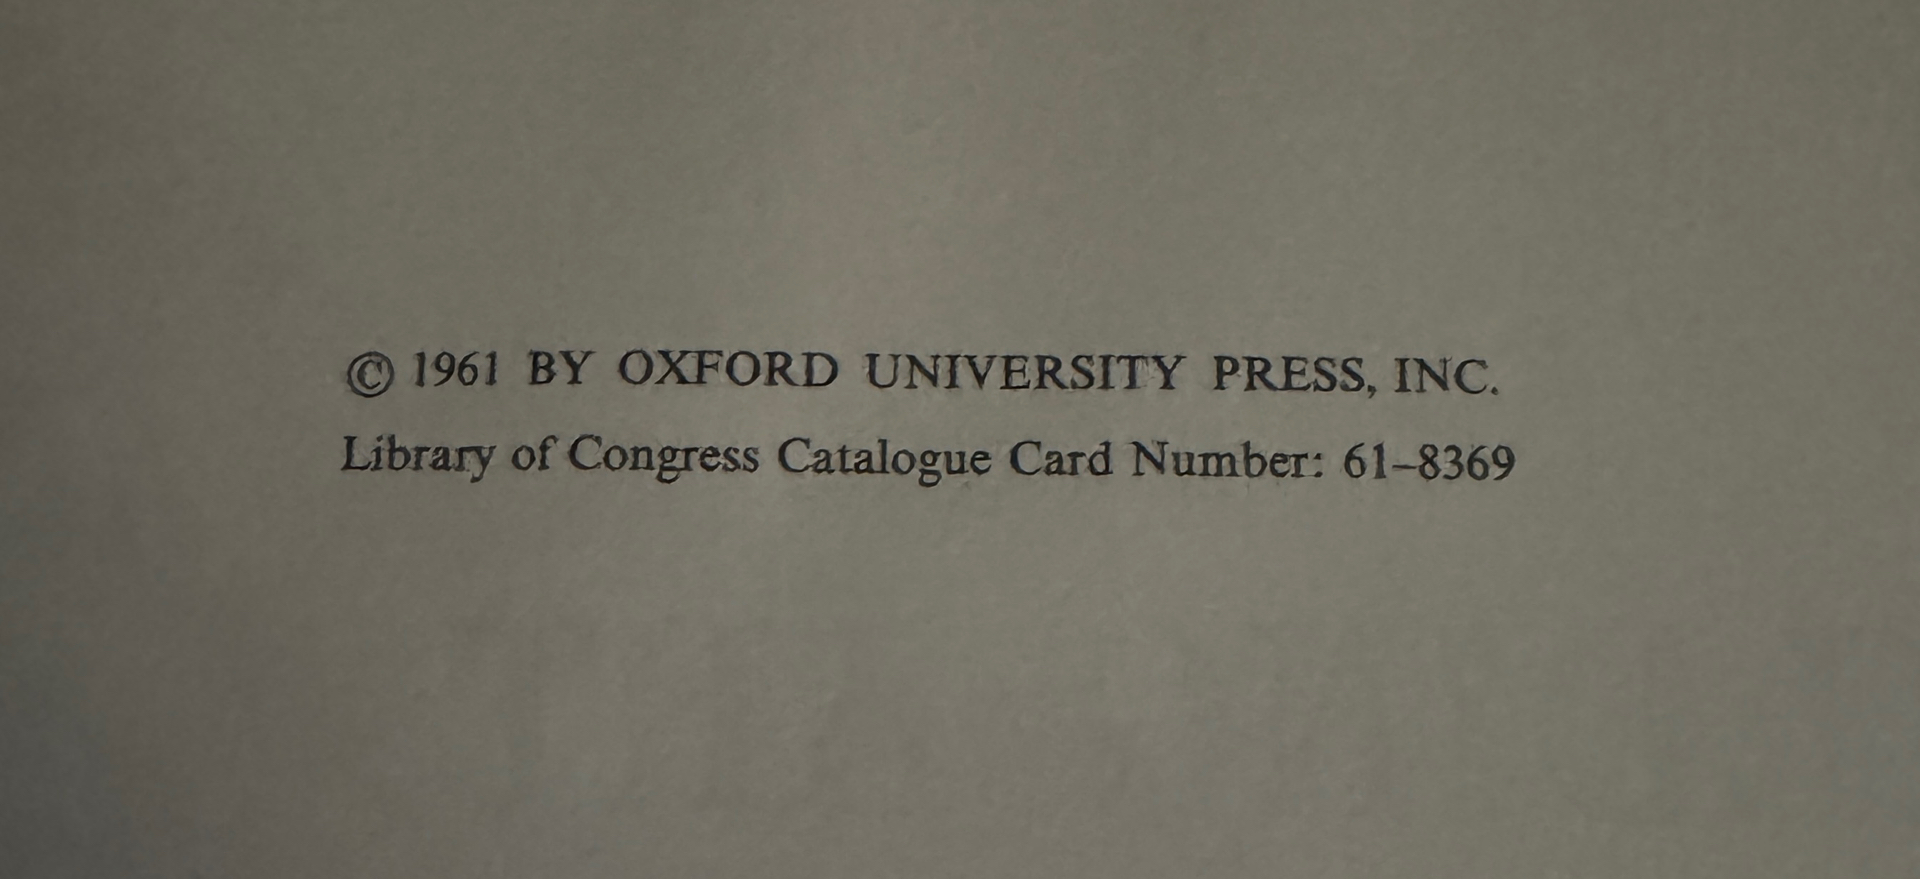 © 1961 BY OXFORD UNIVERSITY PRESS, INC.
Library of Congress Catalogue Card Number: 61–8369